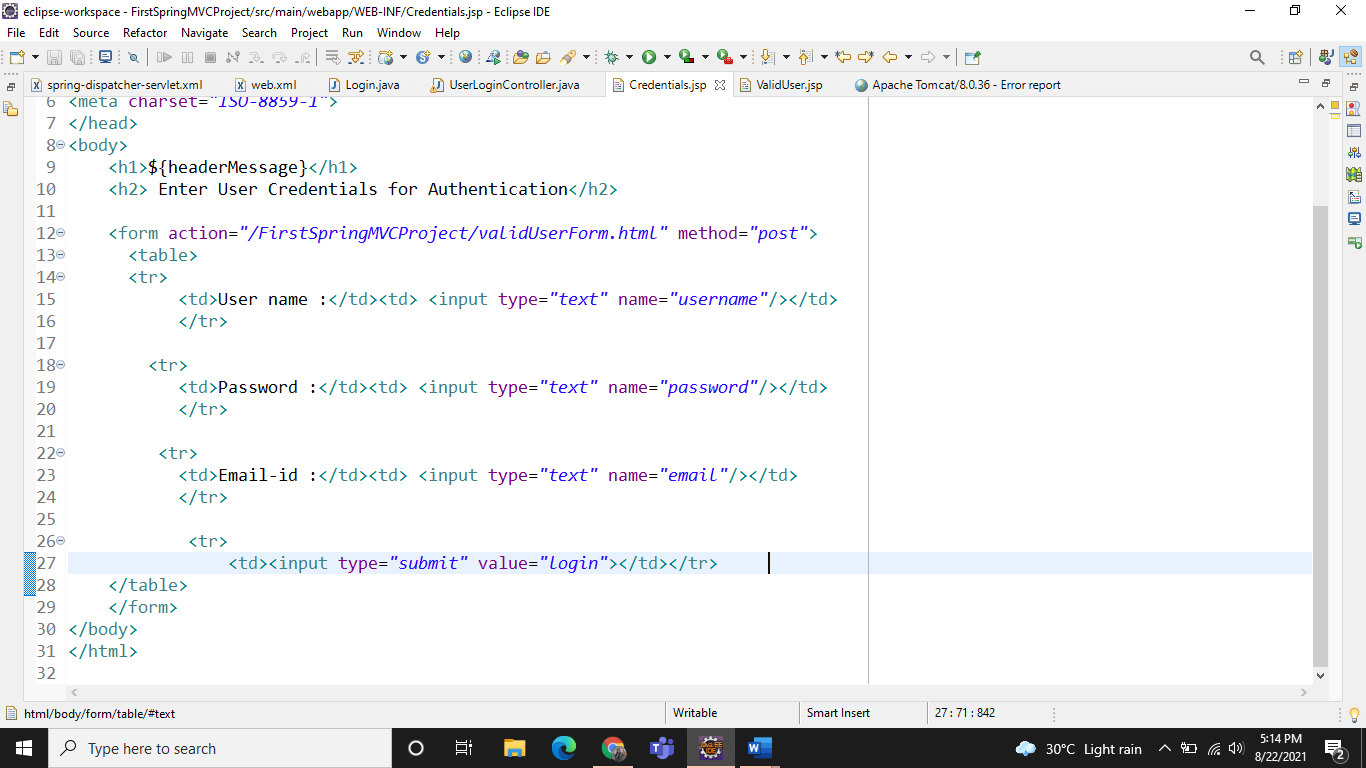 eclipse-workspace - FirstSpringMVCProject/src/main/webapp/WEB-INF/Credentials.jsp - Eclipse IDE
File Edit Source Refactor Navigate Search Project Run Window Help
spring-dispatcher-servlet.xml web.xml Login.java UserLoginController.java Credentials.jsp ValidUser.jsp Apache Tomcat/8.0.36 - Error report
6 <meta charset="ISO-8859-1">
7 </head>
8 <body>
9 <h1>${headerMessage}</h1>
10 <h2> Enter User Credentials for Authentication</h2>
11
12 <form action="/FirstSpringMVCProject/validUserForm.html" method="post">
13 <table>
14 <tr>
15 <td>User name :</td><td> <input type="text" name="username"/></td>
16 </tr>
17
18 <tr>
19 <td>Password :</td><td> <input type="text" name="password"/></td>
20 </tr>
21
22 <tr>
23 <td>Email-id :</td><td> <input type="text" name="email"/></td>
24 </tr>
25
26 <tr>
27 <td><input type="submit" value="login"></td></tr>
28 </table>
29 </form>
30 </body>
31 </html>
32
html/body/form/table/#text Writable Smart Insert 27 : 71 : 842
Type here to search 30°C Light rain 5:14 PM
8/22/2021 2